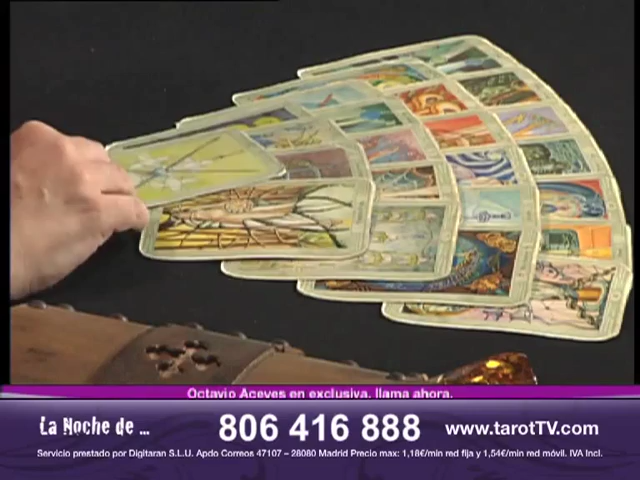 Octavio Aceves en exclusiva, llama ahora.
La Noche de ... 806 416 888 www.tarotTV.com
Servicio prestado por Digitaran S.L.U. Apdo Correos 47107 – 28080 Madrid Precio max: 1,18€/min red fija y 1,54€/min red móvil. IVA Incl.